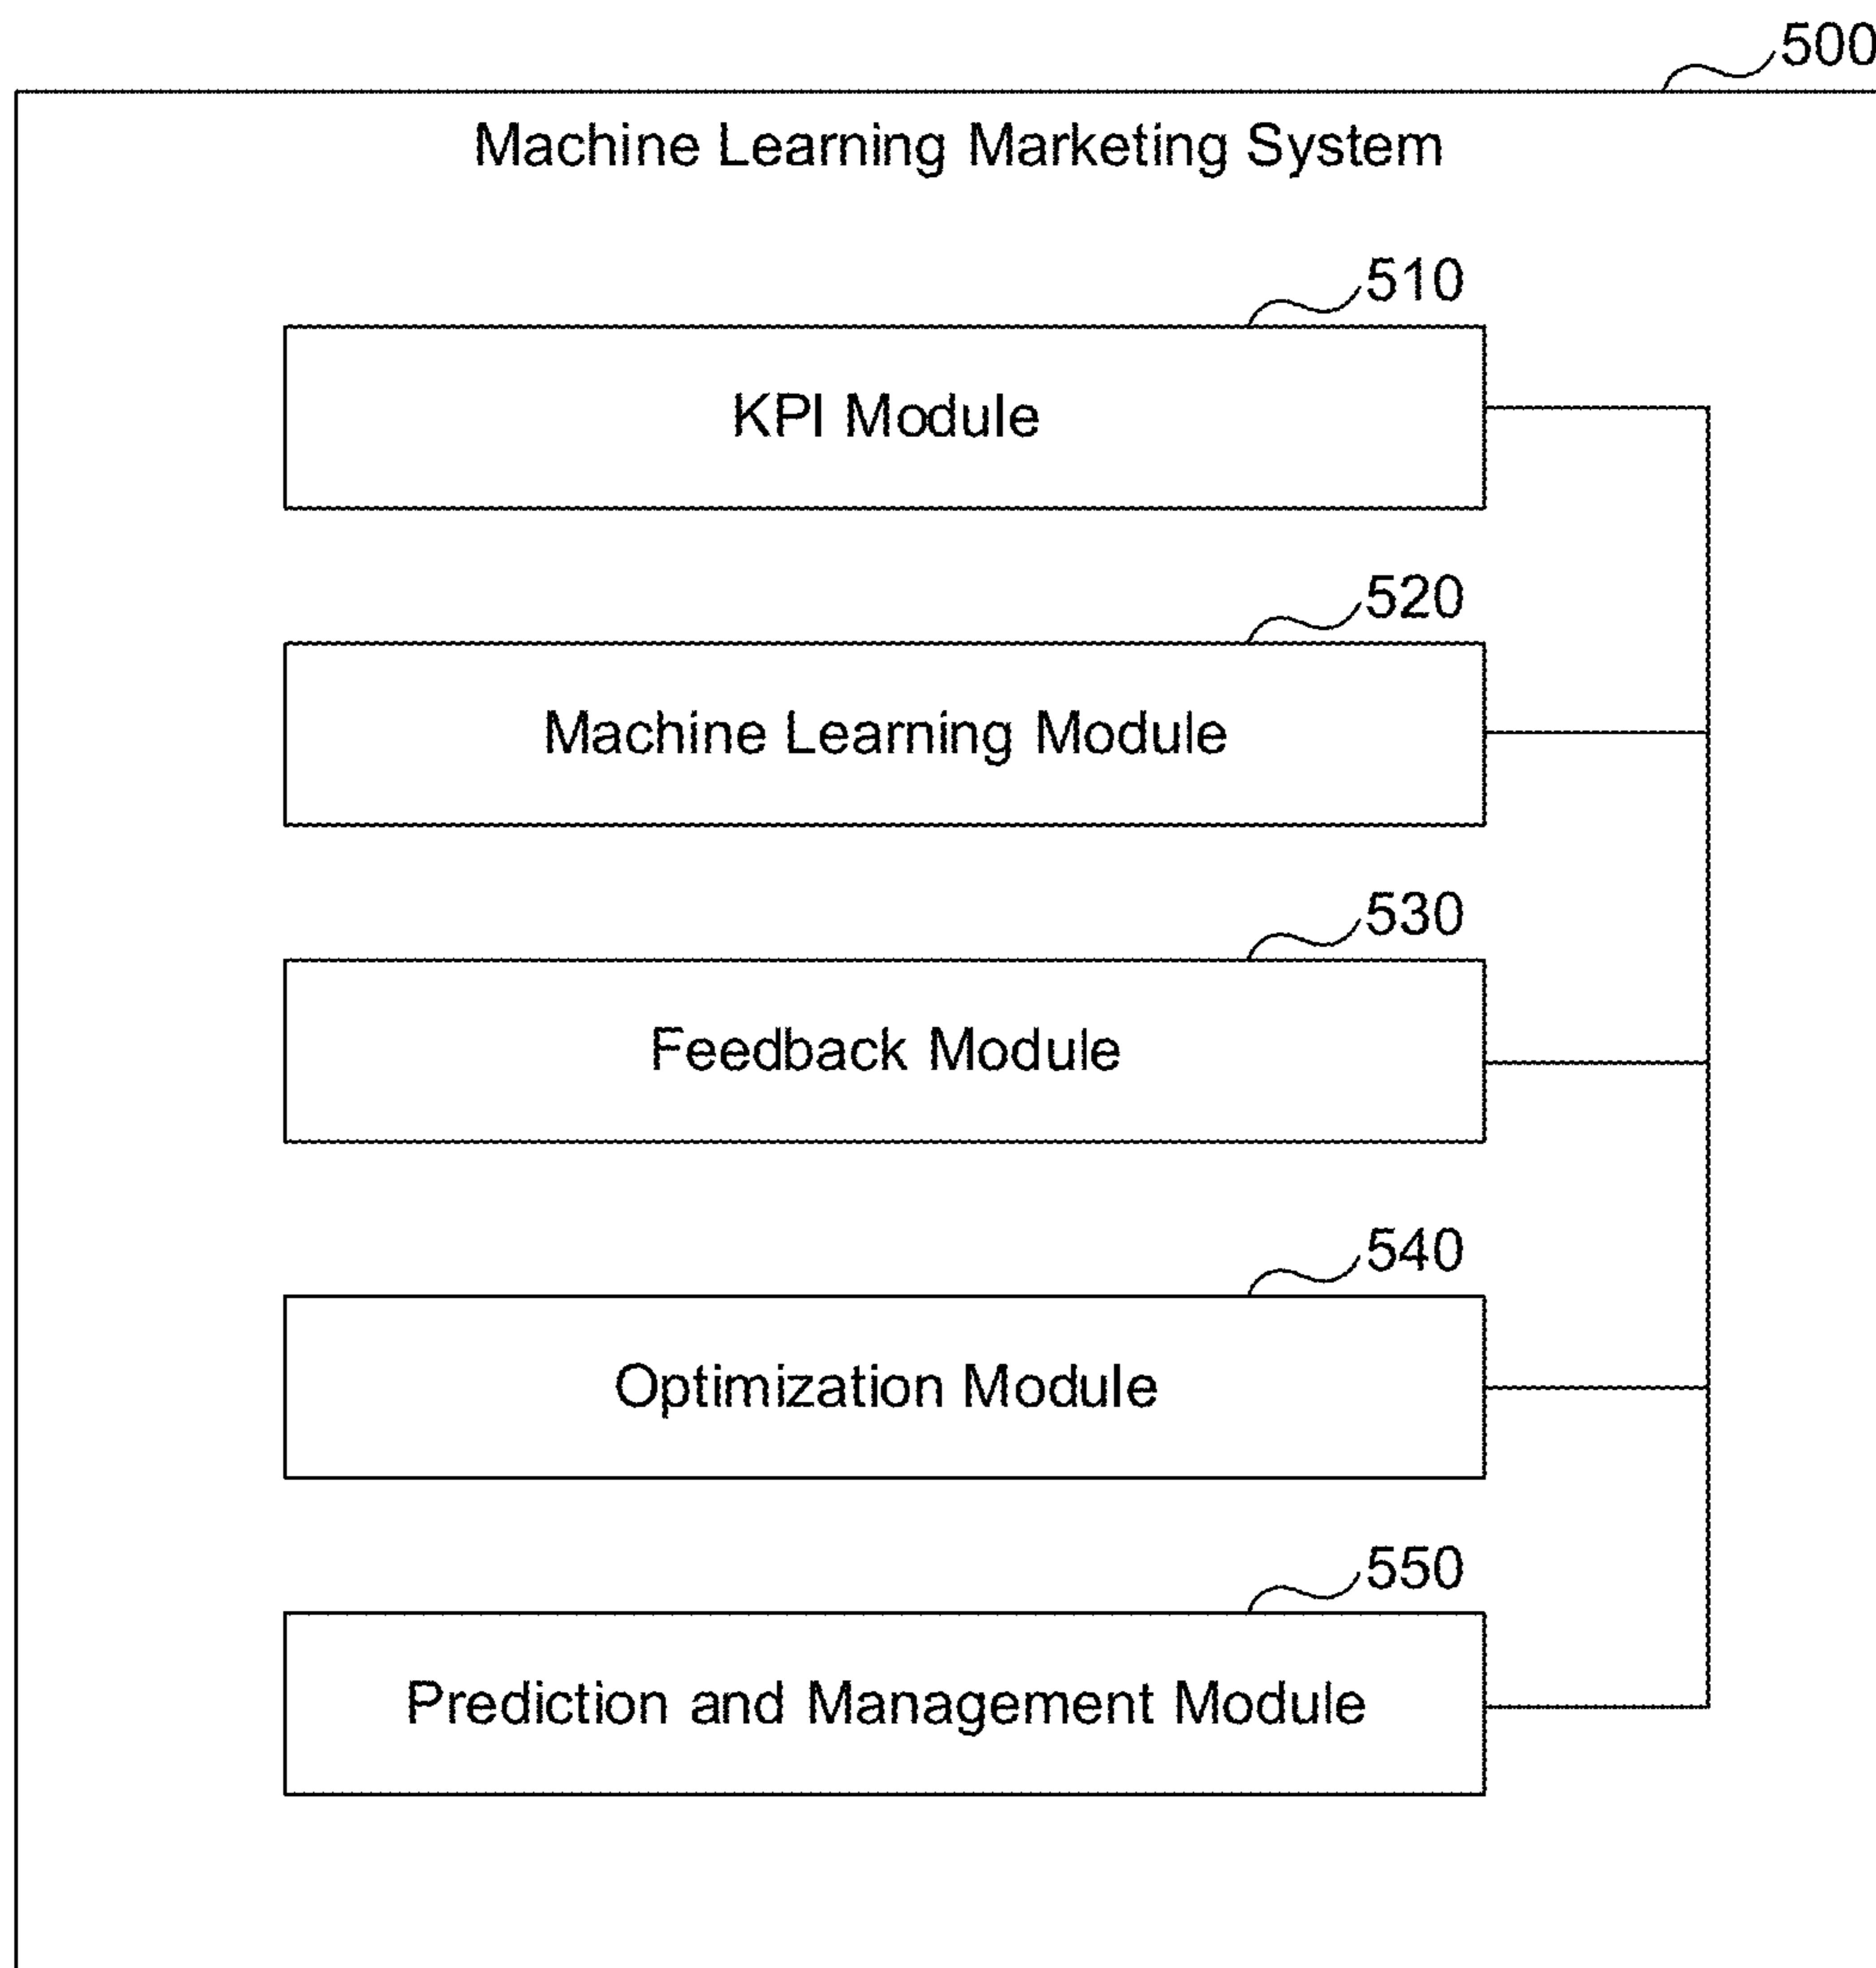 500
Machine Learning Marketing System
510
KPI Module
520
Machine Learning Module
530
Feedback Module
540
Optimization Module
550
Prediction and Management Module